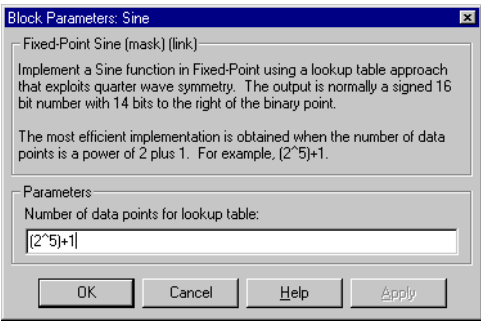 Block Parameters: Sine
Fixed-Point Sine (mask) (link)
Implement a Sine function in Fixed-Point using a lookup table approach
that exploits quarter wave symmetry.  The output is normally a signed 16
bit number with 14 bits to the right of the binary point.
The most efficient implementation is obtained when the number of data
points is a power of 2 plus 1.  For example, (2^5)+1.
Parameters
Number of data points for lookup table:
(2^5)+1
OK Cancel Help Apply